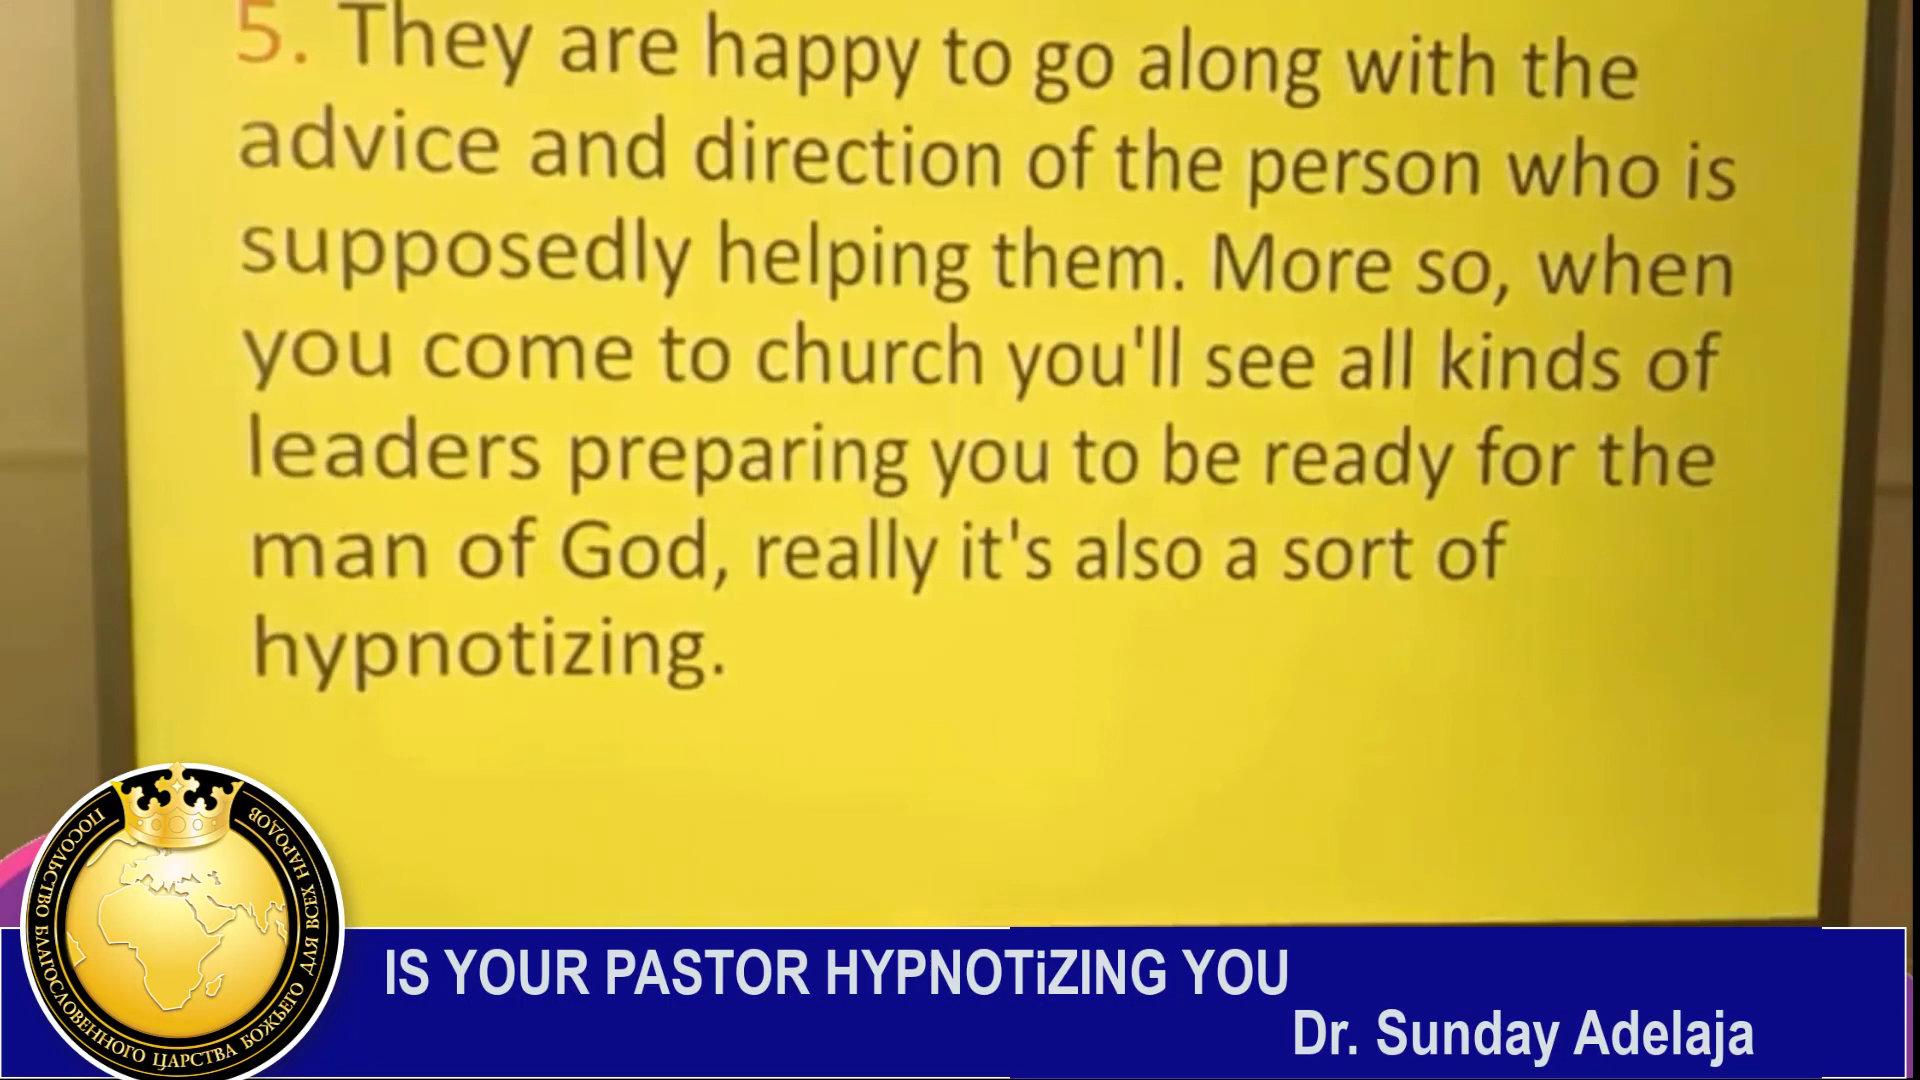 5. They are happy to go along with the
advice and direction of the person who is
supposedly helping them. More so, when
you come to church you'll see all kinds of
leaders preparing you to be ready for the
man of God, really it's also a sort of
hypnotizing.
ПОСОЛЬСТВО БЛАГОСЛОВЕННОГО ЦАРСТВА БОЖЬЕГО ДЛЯ ВСЕХ НАРОДОВ
IS YOUR PASTOR HYPNOTiZING YOU
Dr. Sunday Adelaja